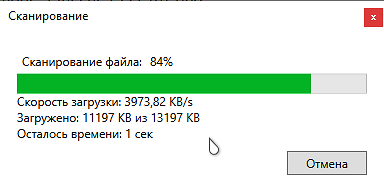 Сканирование
Сканирование файла: 84%
Скорость загрузки: 3973,82 KB/s
Загружено: 11197 KB из 13197 KB
Осталось времени: 1 сек
Отмена